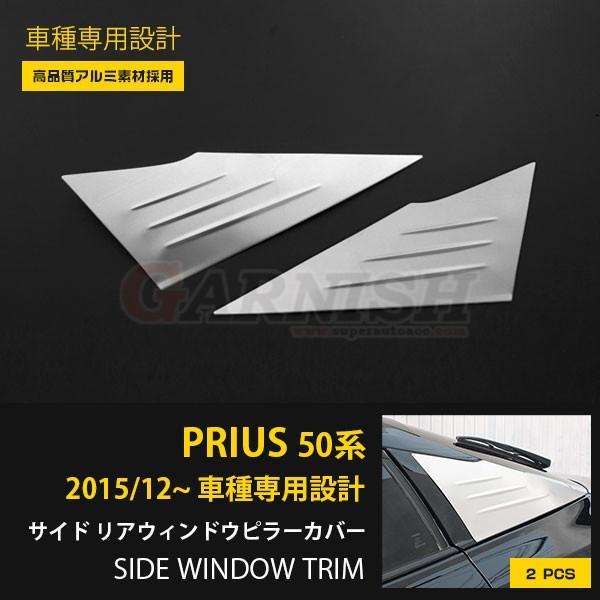 車種専用設計
高品質アルミ素材採用
GARNISH
www.superautoacc.com
PRIUS 50系
2015/12~ 車種専用設計
サイド リアウィンドウピラーカバー
SIDE WINDOW TRIM
2 PCS